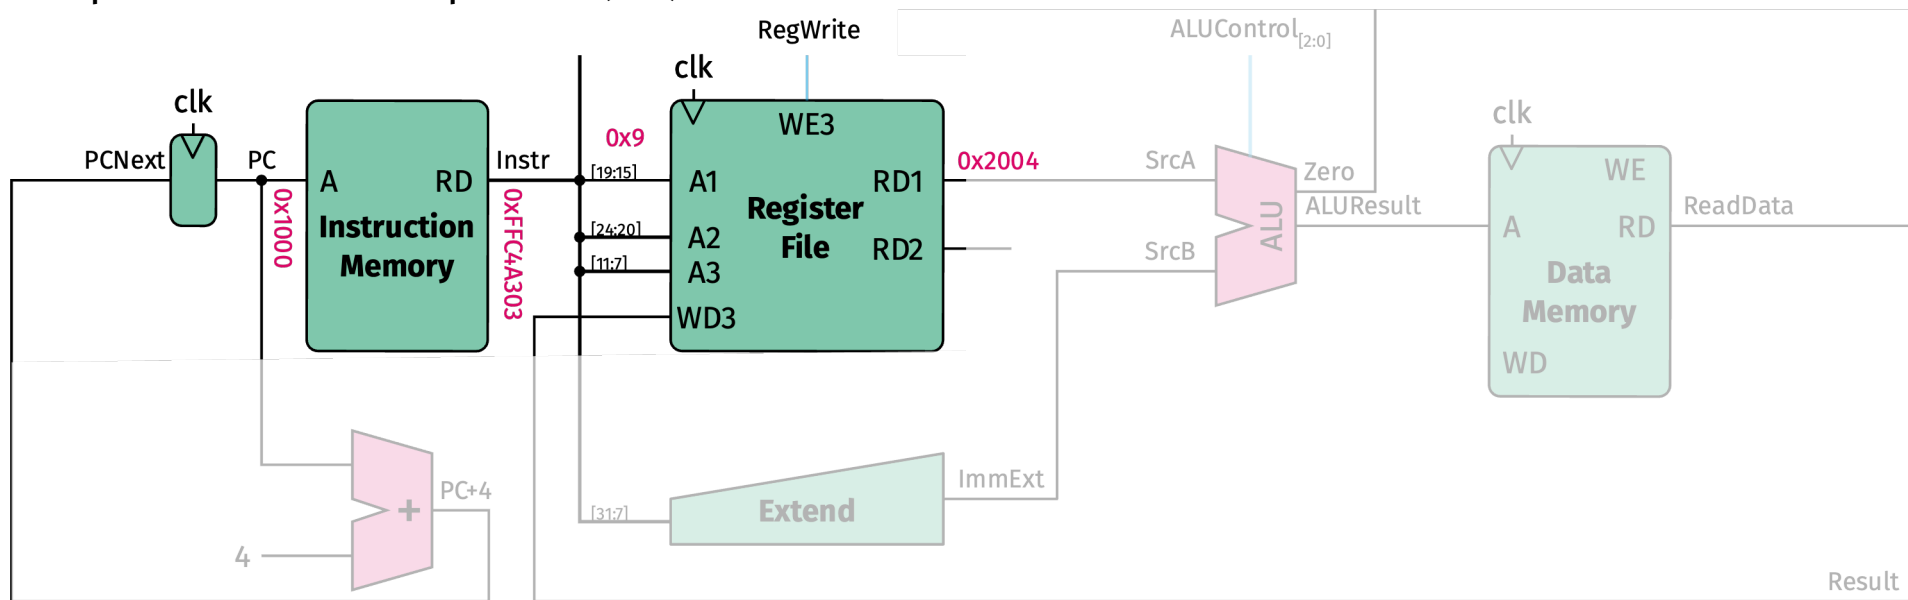 RegWrite
ALUControl[2:0]
clk
clk
clk
PCNext
PC
0x1000
A
RD
Instruction
Memory
Instr
0xFFC4A303
0x9
[19:15]
[24:20]
[11:7]
[31:7]
WE3
A1
A2
A3
WD3
RD1
RD2
Register
File
0x2004
SrcA
SrcB
ALU
Zero
ALUResult
WE
A
RD
Data
Memory
WD
ReadData
PC+4
+
4
Extend
ImmExt
Result